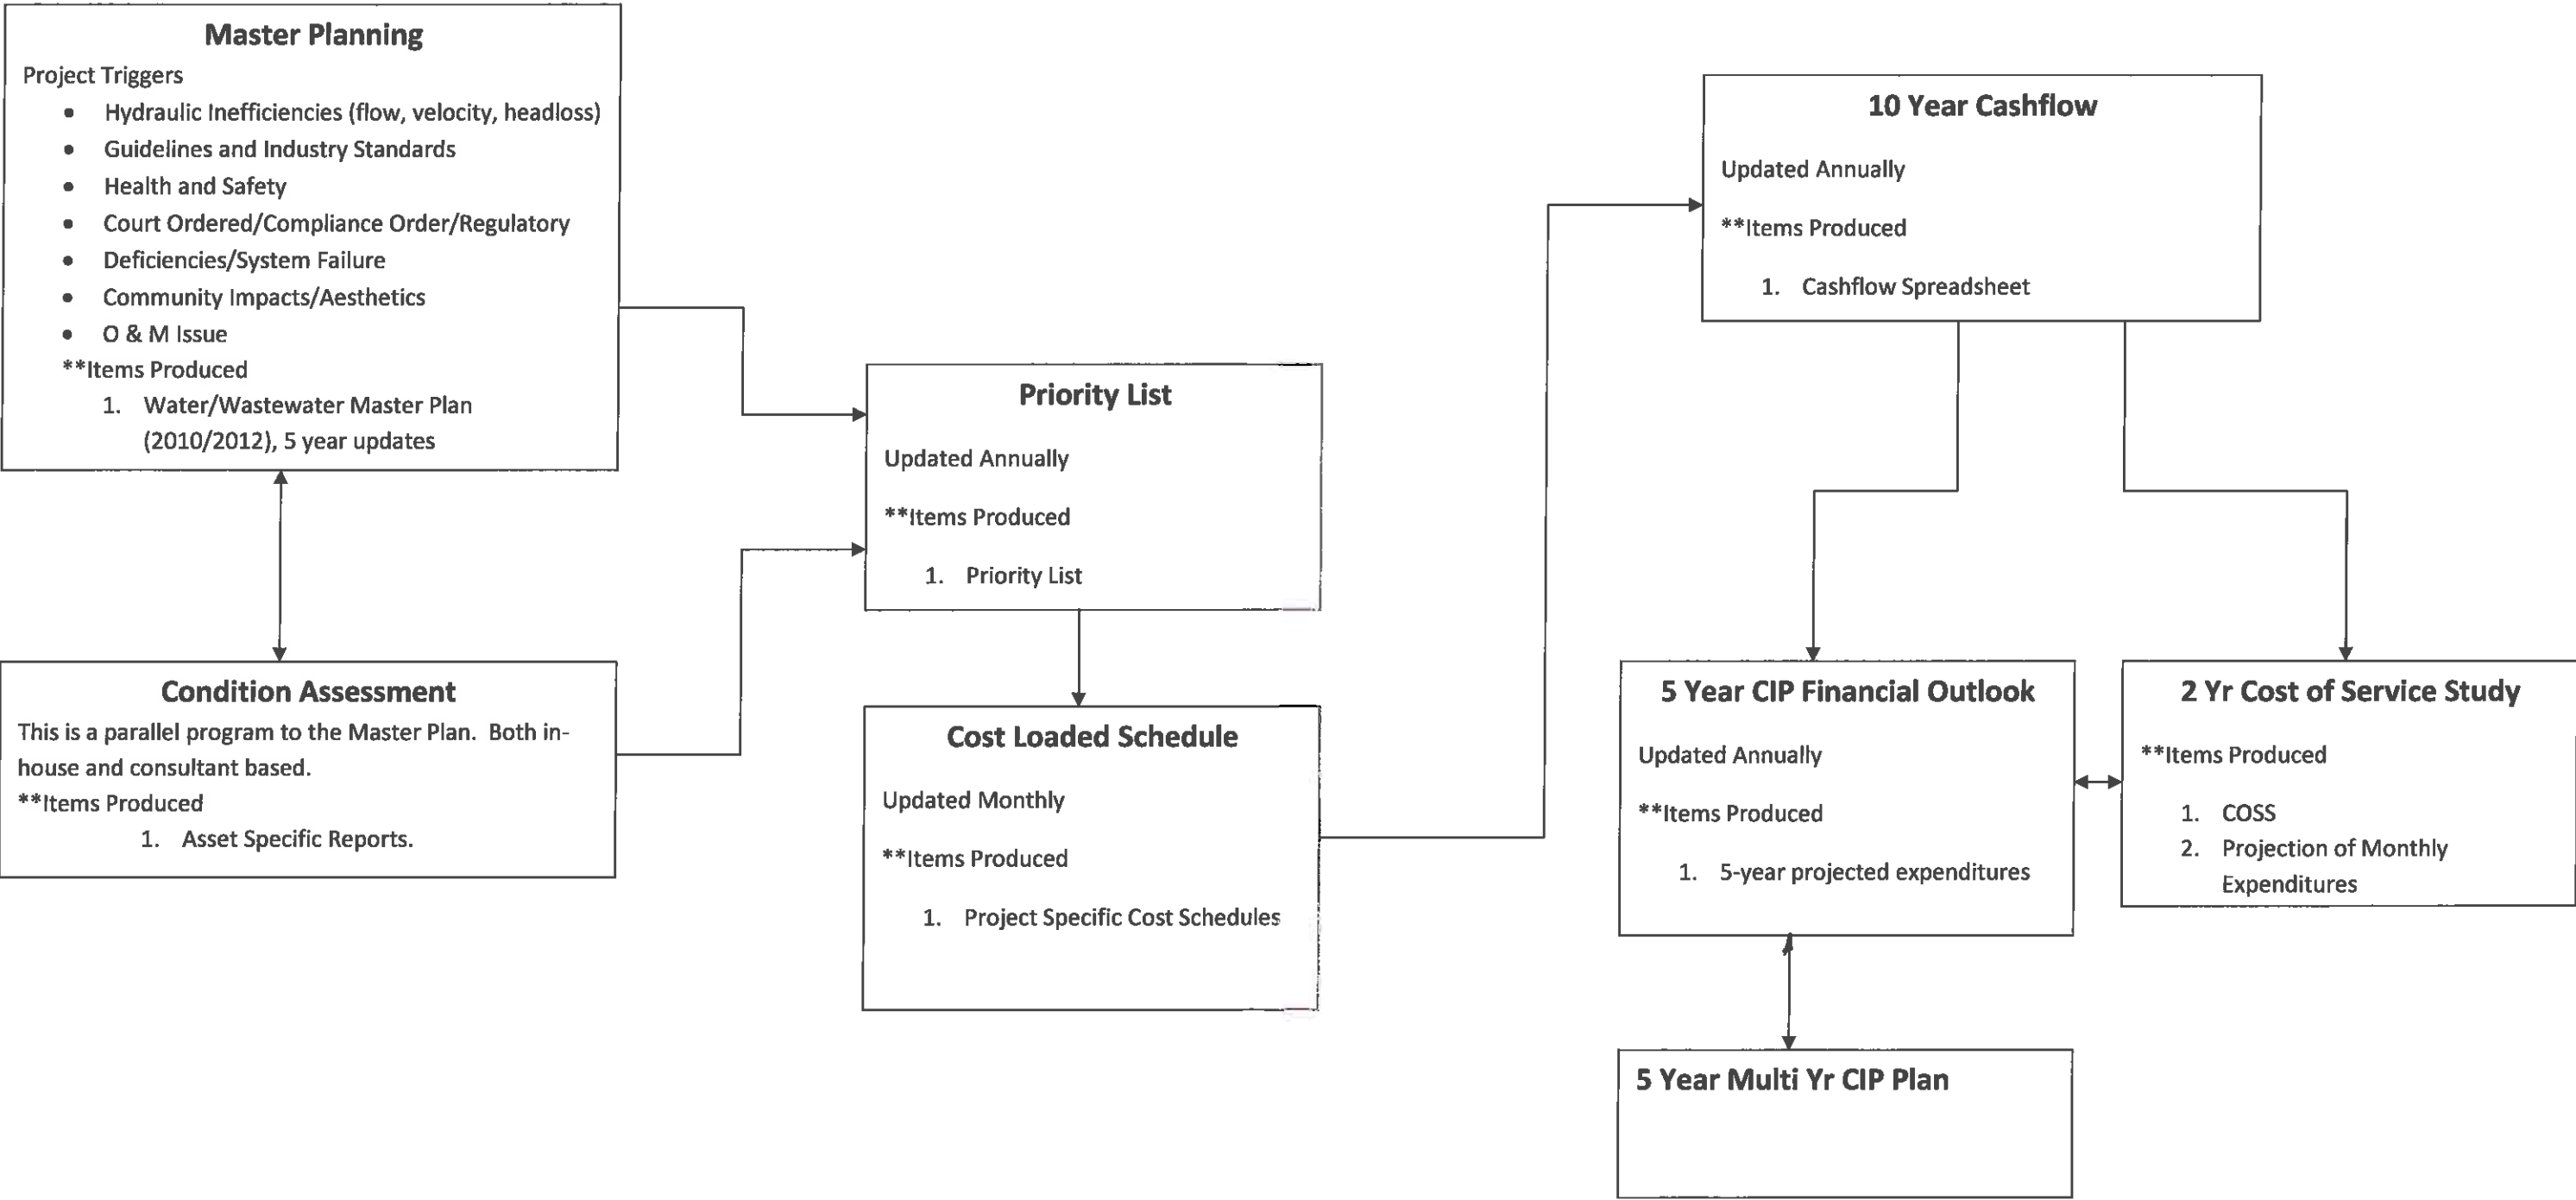 Master Planning
Project Triggers
• Hydraulic Inefficiencies (flow, velocity, headloss)
• Guidelines and Industry Standards
• Health and Safety
• Court Ordered/Compliance Order/Regulatory
• Deficiencies/System Failure
• Community Impacts/Aesthetics
• O & M Issue
**Items Produced
1. Water/Wastewater Master Plan
(2010/2012), 5 year updates
Condition Assessment
This is a parallel program to the Master Plan. Both in-
house and consultant based.
**Items Produced
1. Asset Specific Reports.
Priority List
Updated Annually
**Items Produced
1. Priority List
Cost Loaded Schedule
Updated Monthly
**Items Produced
1. Project Specific Cost Schedules
10 Year Cashflow
Updated Annually
**Items Produced
1. Cashflow Spreadsheet
5 Year CIP Financial Outlook
Updated Annually
**Items Produced
1. 5-year projected expenditures
2 Yr Cost of Service Study
**Items Produced
1. COSS
2. Projection of Monthly
Expenditures
5 Year Multi Yr CIP Plan